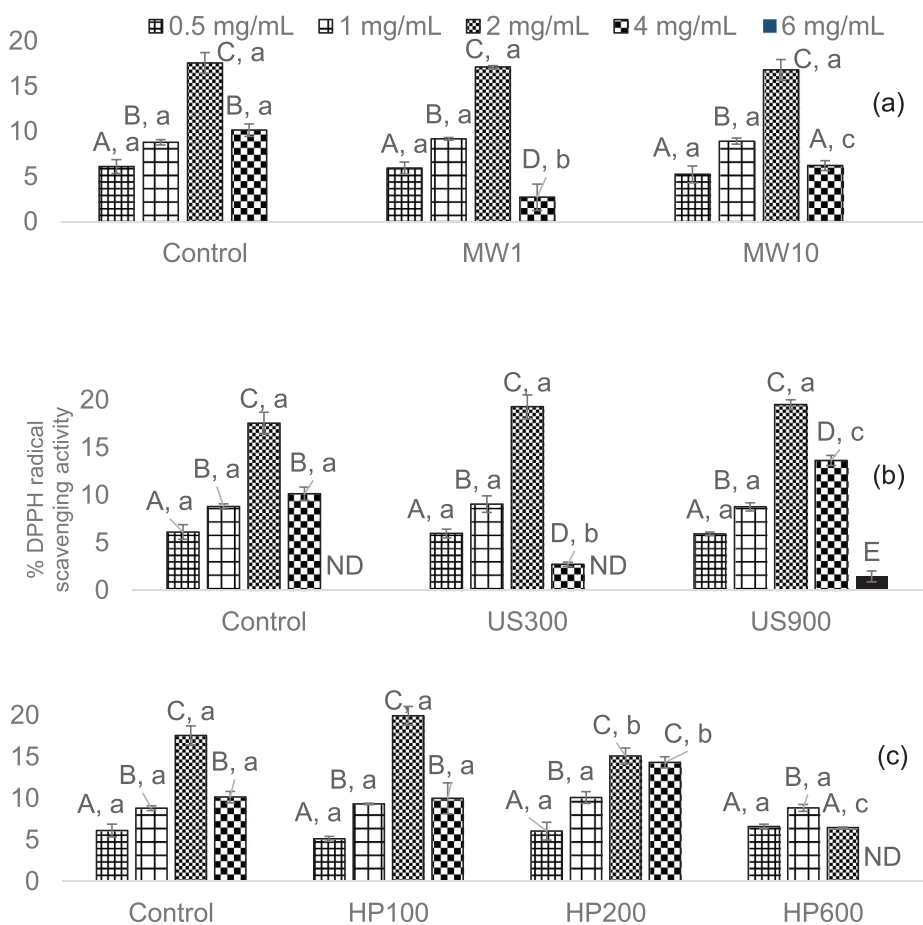 0.5 mg/mL 1 mg/mL 2 mg/mL 4 mg/mL 6 mg/mL
20
15
10
5
0
A, a B, a C, a B, a
A, a B, a C, a D, b
A, a B, a C, a A, c
(a)
Control MW1 MW10
% DPPH radical
scavenging activity
20
15
10
5
0
A, a B, a C, a B, a ND
A, a B, a C, a D, b ND
A, a B, a C, a D, c E
(b)
Control US300 US900
20
15
10
5
0
A, a B, a C, a B, a
A, a B, a C, a B, a
A, a B, a C, b C, b
A, a B, a A, c ND
(c)
Control HP100 HP200 HP600